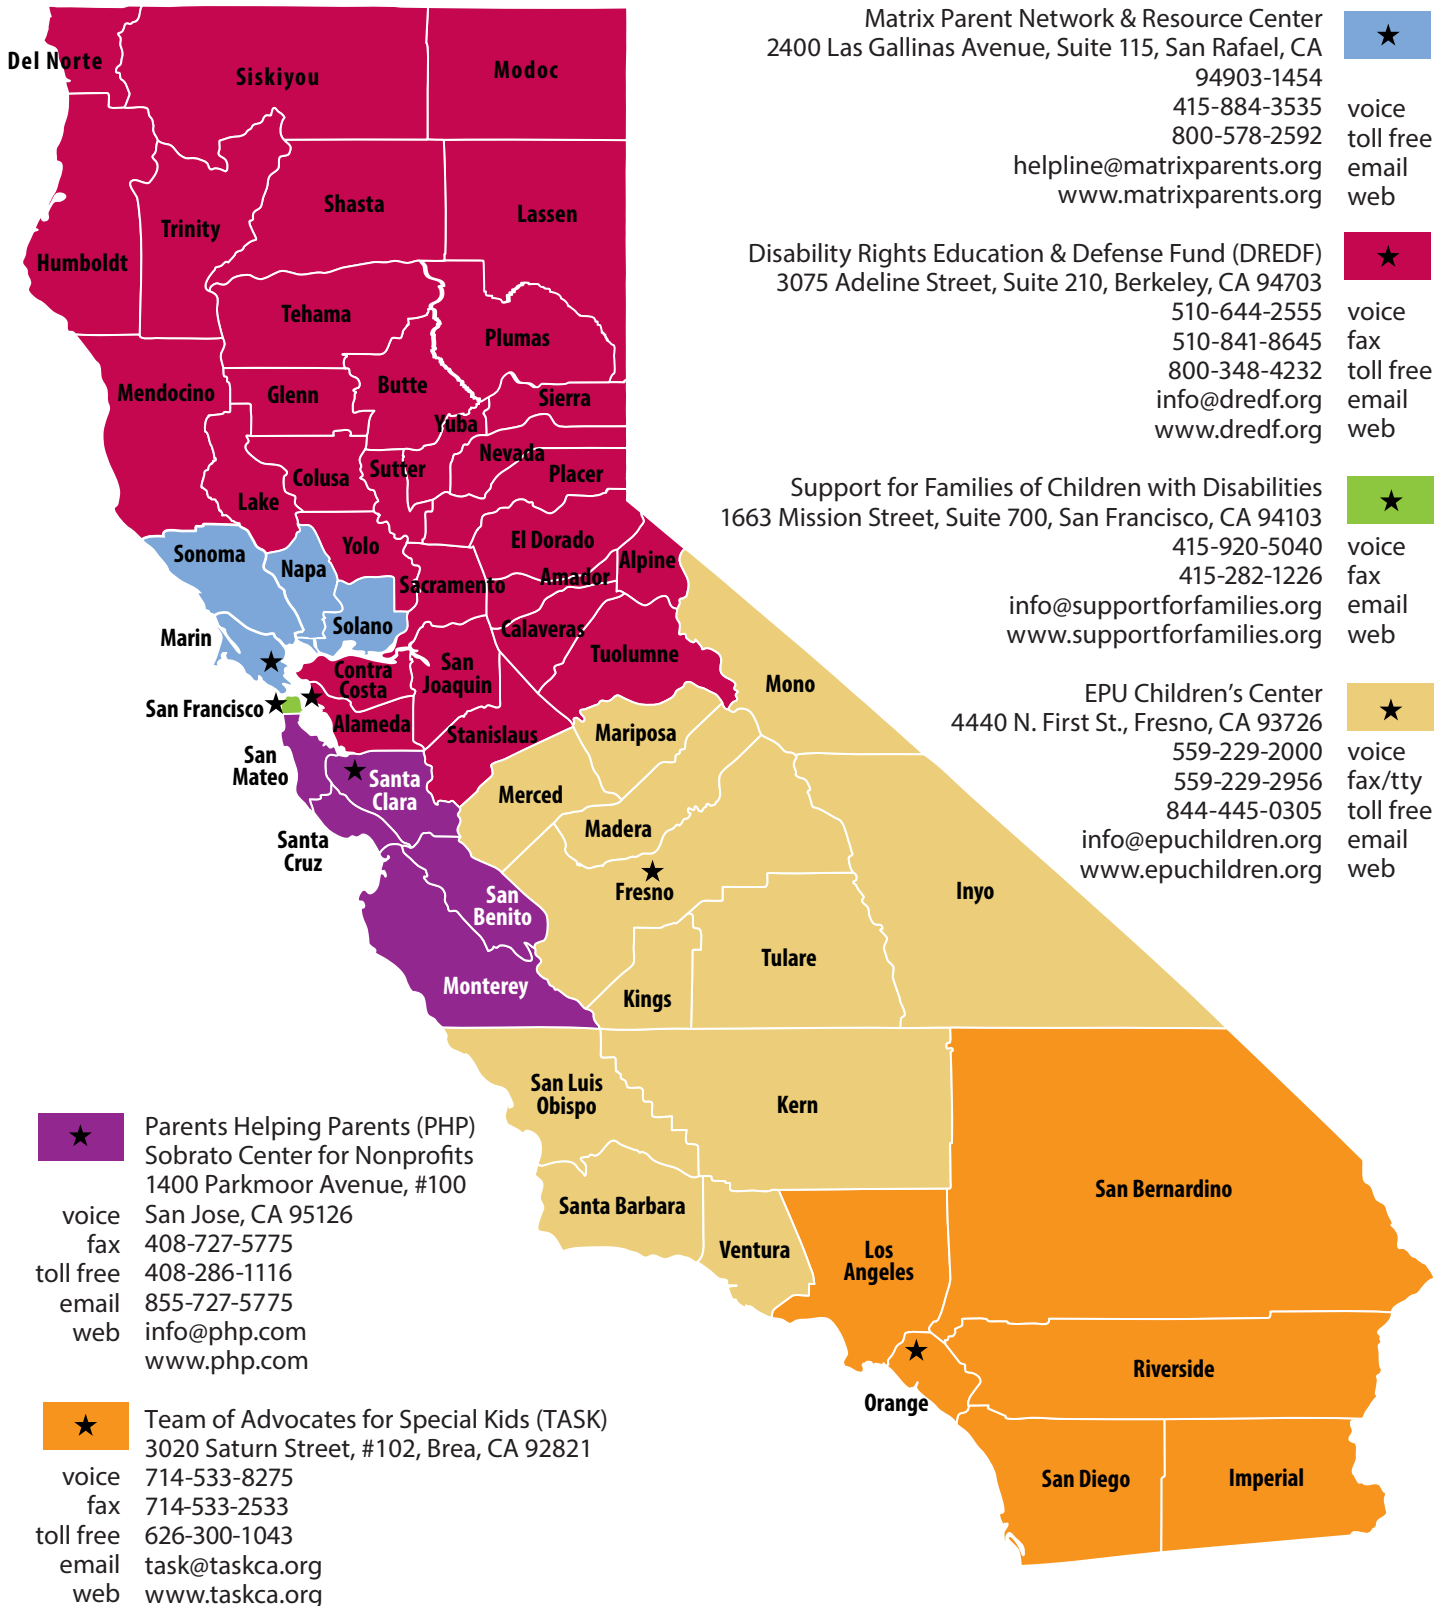 Matrix Parent Network & Resource Center
2400 Las Gallinas Avenue, Suite 115, San Rafael, CA
94903-1454
415-884-3535 voice
800-578-2592 toll free
helpline@matrixparents.org email
www.matrixparents.org web
Disability Rights Education & Defense Fund (DREDF)
3075 Adeline Street, Suite 210, Berkeley, CA 94703
510-644-2555 voice
510-841-8645 fax
800-348-4232 toll free
info@dredf.org email
www.dredf.org web
Support for Families of Children with Disabilities
1663 Mission Street, Suite 700, San Francisco, CA 94103
415-920-5040 voice
415-282-1226 fax
info@supportforfamilies.org email
www.supportforfamilies.org web
EPU Children's Center
4440 N. First St., Fresno, CA 93726
559-229-2000 voice
559-229-2956 fax/tty
844-445-0305 toll free
info@epuchildren.org email
www.epuchildren.org web
Del Norte
Siskiyou
Modoc
Humboldt
Trinity
Shasta
Lassen
Tehama
Plumas
Mendocino
Glenn
Butte
Sierra
Yuba
Nevada
Placer
Sutter
Colusa
Lake
Sonoma
Napa
Yolo
El Dorado
Alpine
Amador
Sacramento
Solano
Marin
Calaveras
Tuolumne
Contra
Costa
San
Joaquin
Mono
San Francisco
Alameda
Stanislaus
Mariposa
San
Mateo
Santa
Clara
Merced
Madera
Santa
Cruz
Fresno
Inyo
San
Benito
Tulare
Monterey
Kings
San Luis
Obispo
Kern
Santa Barbara
Ventura
Los
Angeles
San Bernardino
Orange
Riverside
San Diego
Imperial
Parents Helping Parents (PHP)
Sobrato Center for Nonprofits
1400 Parkmoor Avenue, #100
voice San Jose, CA 95126
fax 408-727-5775
toll free 408-286-1116
email 855-727-5775
web info@php.com
www.php.com
Team of Advocates for Special Kids (TASK)
3020 Saturn Street, #102, Brea, CA 92821
voice 714-533-8275
fax 714-533-2533
toll free 626-300-1043
email task@taskca.org
web www.taskca.org